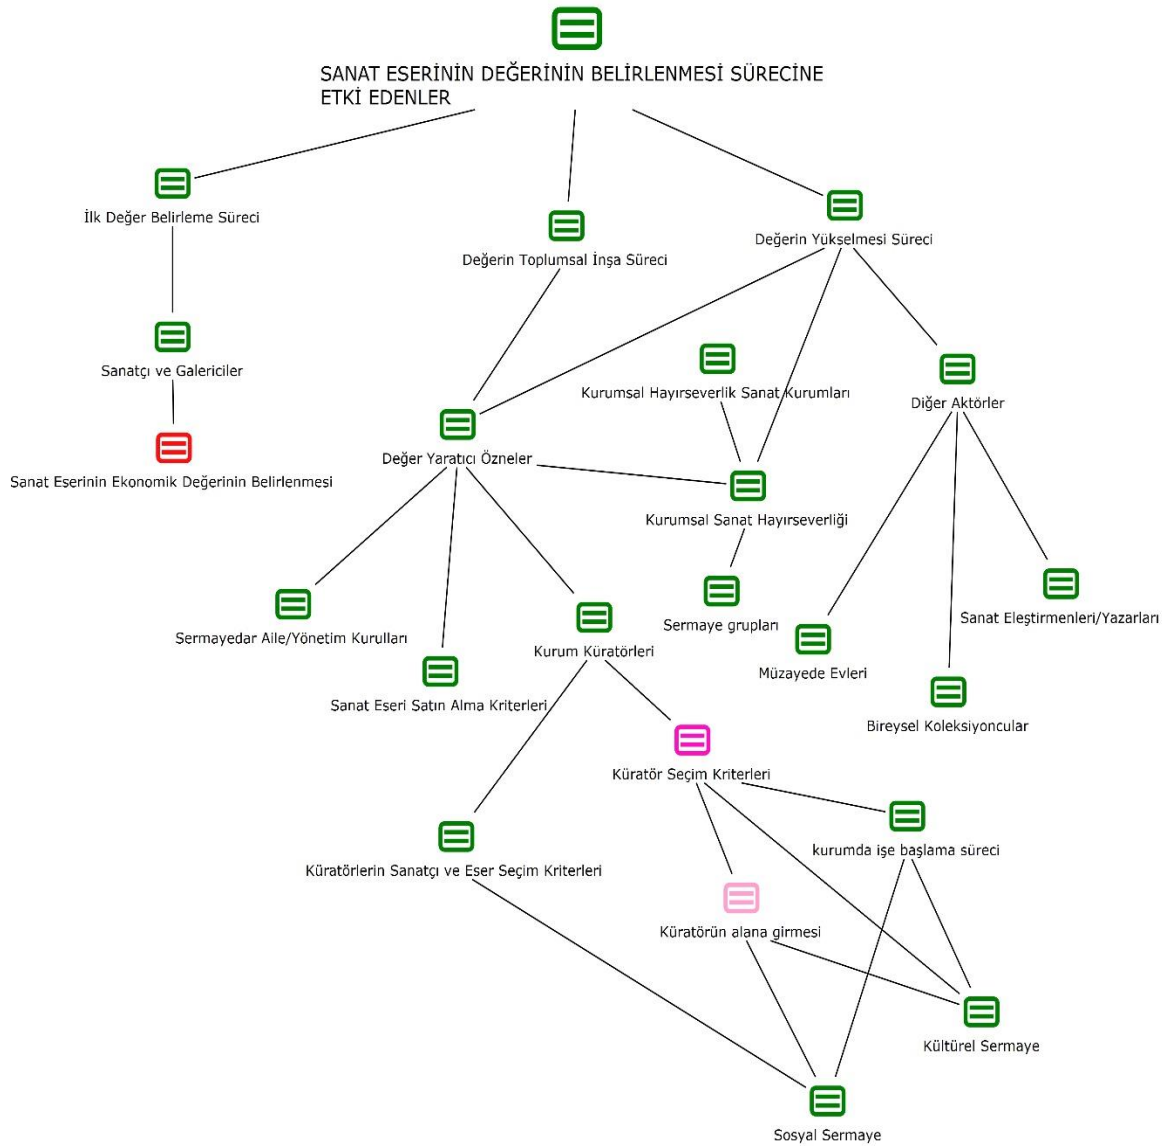 SANAT ESERİNİN DEĞERİNİN BELİRLENMESİ SÜRECİNE
ETKİ EDENLER
İlk Değer Belirleme Süreci
Değerin Toplumsal İnşa Süreci
Değerin Yükselmesi Süreci
Sanatçı ve Galericiler
Kurumsal Hayırseverlik Sanat Kurumları
Diğer Aktörler
Değer Yaratıcı Özneler
Sanat Eserinin Ekonomik Değerinin Belirlenmesi
Kurumsal Sanat Hayırseverliği
Sermayedar Aile/Yönetim Kurulları
Kurum Küratörleri
Sermaye grupları
Sanat Eleştirmenleri/Yazarları
Müzayede Evleri
Sanat Eseri Satın Alma Kriterleri
Bireysel Koleksiyoncular
Küratör Seçim Kriterleri
kurumda işe başlama süreci
Küratörlerin Sanatçı ve Eser Seçim Kriterleri
Küratörün alana girmesi
Kültürel Sermaye
Sosyal Sermaye